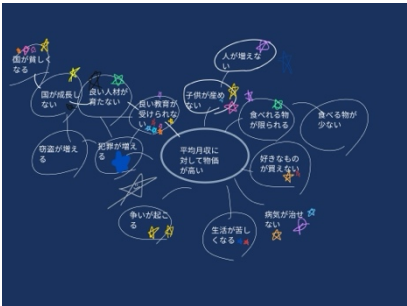 人が増えな
い
国が貧しく
なる
国が成長し
ない
良い人材が
育たない
良い教育が
受けられな
い
子供が産め
ない
食べれる物
が限られる
食べる物が
少ない
窃盗が増え
る
犯罪が増え
る
平均月収に
対して物価
が高い
好きなもの
が買えない
争いが起こ
る
生活が苦し
くなる
病気が治せ
ない